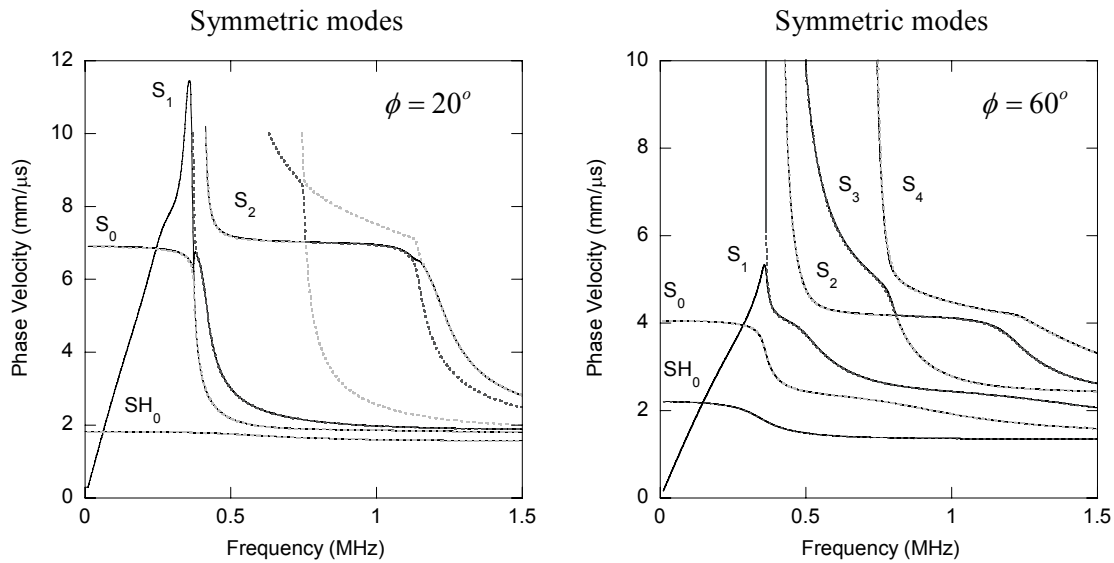 Symmetric modes
12
10
8
6
4
2
0
0
0.5
1
1.5
Phase Velocity (mm/μs)
Frequency (MHz)
ϕ = 20°
S₁
S₂
S₀
SH₀
Symmetric modes
10
8
6
4
2
0
0
0.5
1
1.5
Phase Velocity (mm/μs)
Frequency (MHz)
ϕ = 60°
S₃
S₄
S₁
S₂
S₀
SH₀